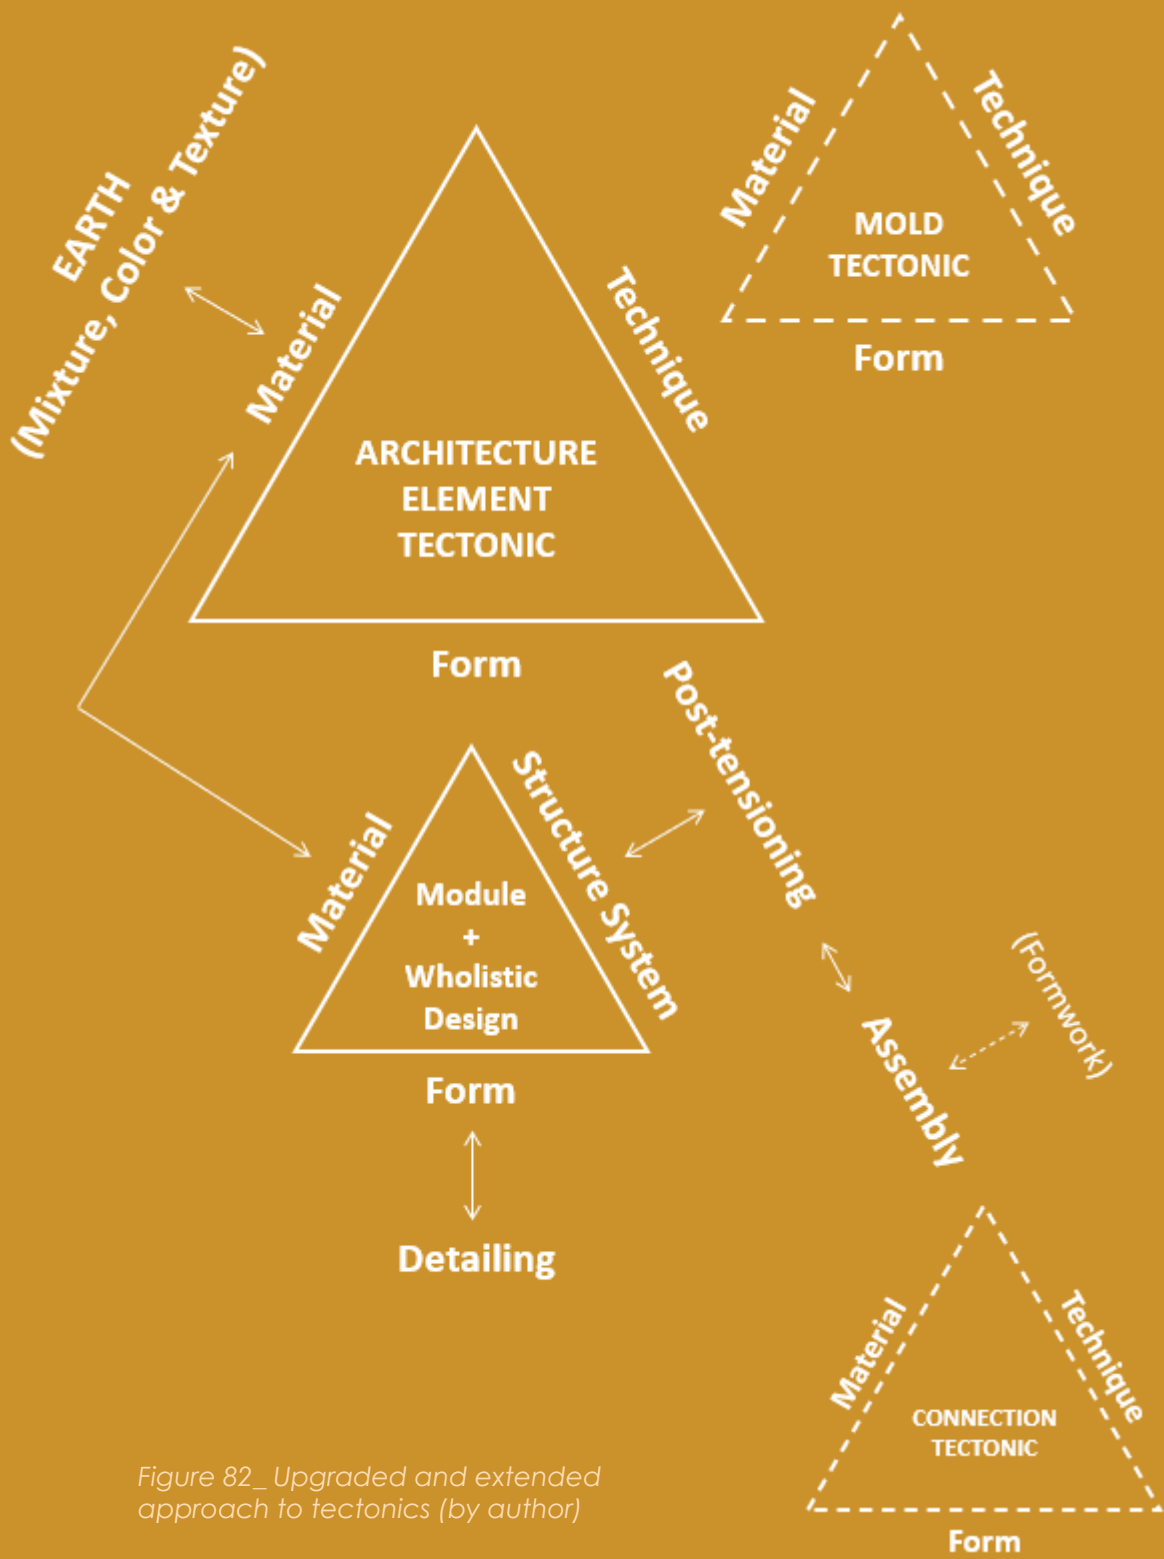 EARTH
(Mixture, Color & Texture)
Material
Technique
ARCHITECTURE
ELEMENT
TECTONIC
Form
Material
Technique
MOLD
TECTONIC
Form
Material
Structure System
Module
+
Wholistic
Design
Form
Detailing
Post-tensioning
Assembly
(Formwork)
Material
Technique
CONNECTION
TECTONIC
Form
Figure 82_ Upgraded and extended
approach to tectonics (by author)